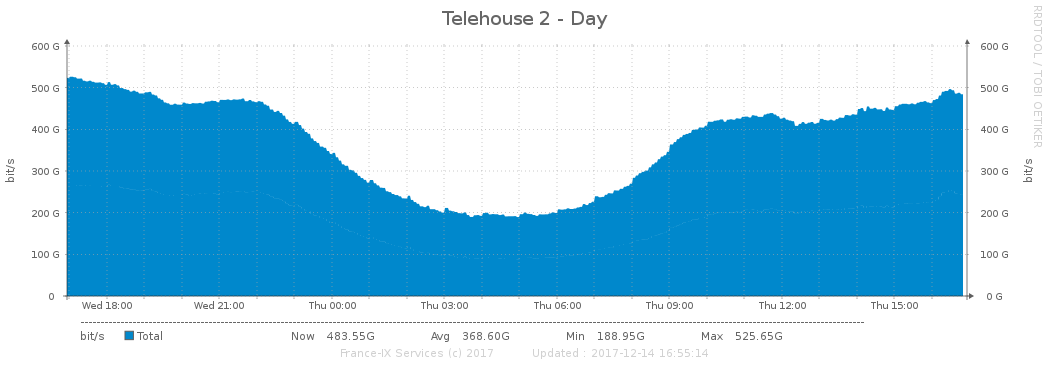 Telehouse 2 - Day
RRDTOOL / TOBI OETIKER
bit/s
600 G
500 G
400 G
300 G
200 G
100 G
0
600 G
500 G
400 G
300 G
200 G
100 G
0 G
bit/s
Wed 18:00 Wed 21:00 Thu 00:00 Thu 03:00 Thu 06:00 Thu 09:00 Thu 12:00 Thu 15:00
bit/s Total Now 483.55G Avg 368.60G Min 188.95G Max 525.65G
France-IX Services (c) 2017 Updated : 2017-12-14 16:55:14